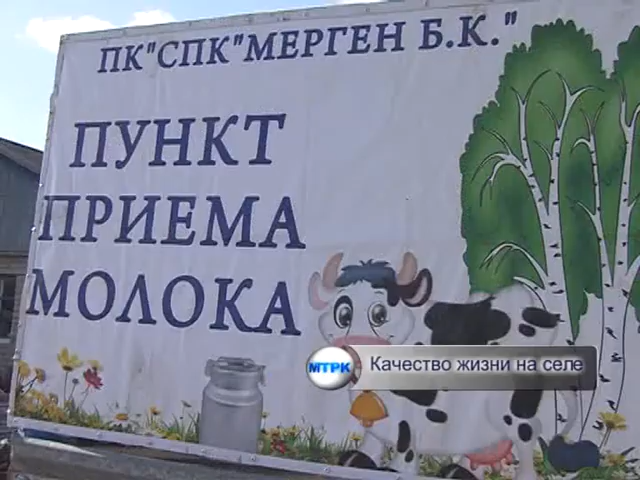 ПК"СПК"МЕРГЕН Б.К."
ПУНКТ
ПРИЕМА
МОЛОКА
МТРК
Качество жизни на селе